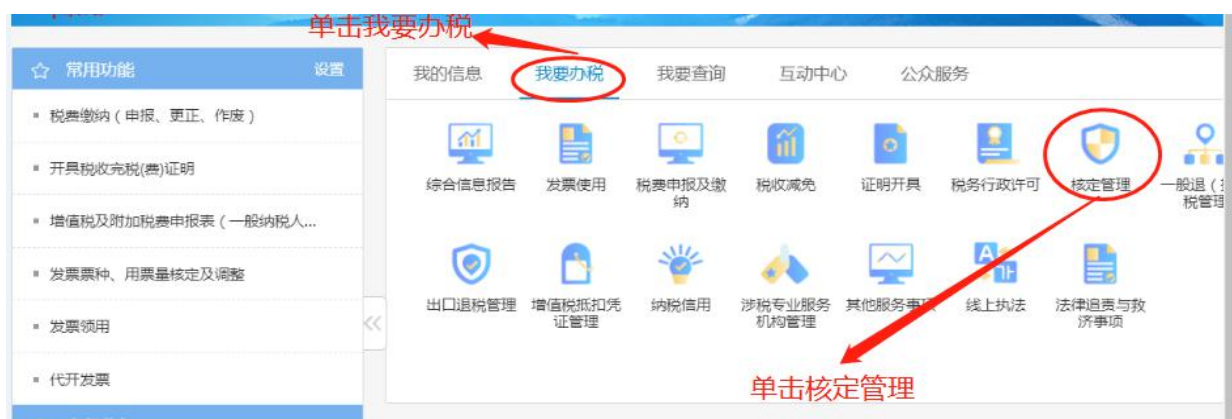 单击我要办税
常用功能 设置
税费缴纳（申报、更正、作废）
开具税收完税(费)证明
增值税及附加税费申报表（一般纳税人...
发票票种、用票量核定及调整
发票领用
代开发票
我的信息 我要办税 我要查询 互动中心 公众服务
综合信息报告 发票使用 税费申报及缴 税收减免 证明开具 税务行政许可 核定管理 一般退（
纳 税管理
出口退税管理 增值税抵扣凭 纳税信用 涉税专业服务 其他服务事项 线上执法 法律追责与救
证管理 机构管理 济事项
单击核定管理